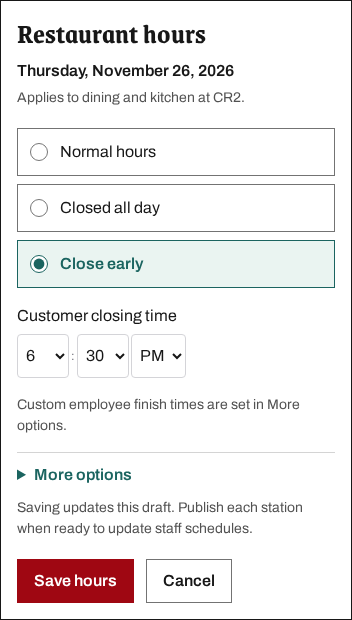 Restaurant hours
Thursday, November 26, 2026
Applies to dining and kitchen at CR2.
Normal hours
Closed all day
Close early
Customer closing time
6 : 30 PM
Custom employee finish times are set in More
options.
More options
Saving updates this draft. Publish each station
when ready to update staff schedules.
Save hours Cancel